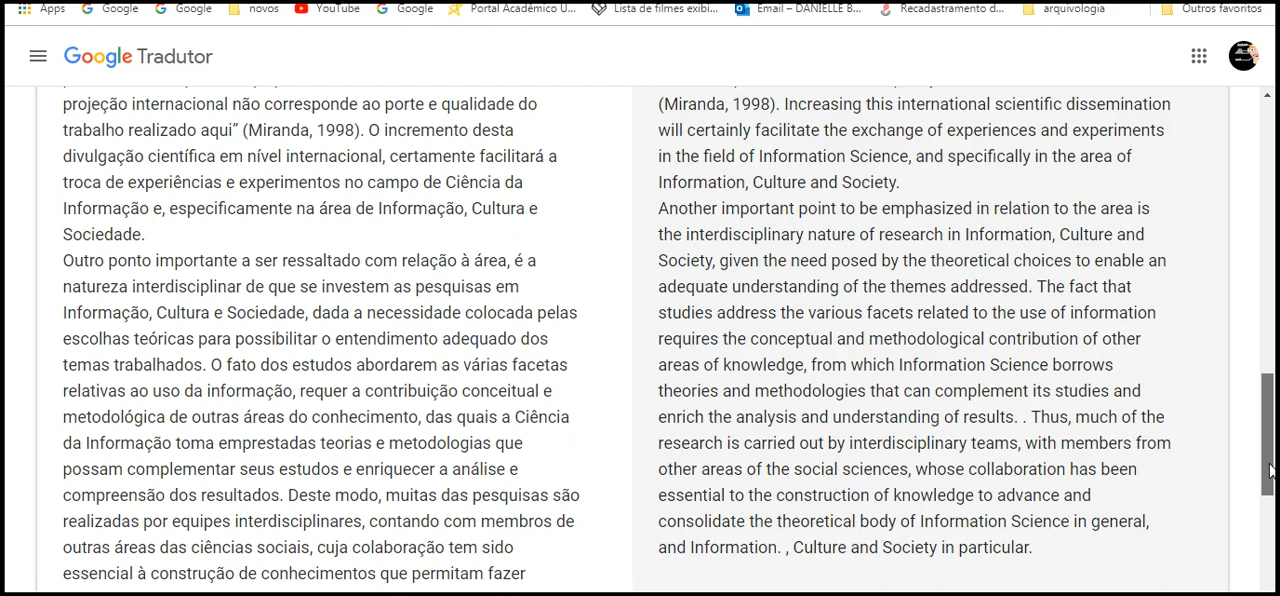 Apps Google Google novos YouTube Google Portal Acadêmico U... Lista de filmes exibi... Email – DANIELLE B... Recadastramento d... arquivologia Outros favoritos
Google Tradutor
projeção internacional não corresponde ao porte e qualidade do
trabalho realizado aqui” (Miranda, 1998). O incremento desta
divulgação científica em nível internacional, certamente facilitará a
troca de experiências e experimentos no campo de Ciência da
Informação e, especificamente na área de Informação, Cultura e
Sociedade.
Outro ponto importante a ser ressaltado com relação à área, é a
natureza interdisciplinar de que se investem as pesquisas em
Informação, Cultura e Sociedade, dada a necessidade colocada pelas
escolhas teóricas para possibilitar o entendimento adequado dos
temas trabalhados. O fato dos estudos abordarem as várias facetas
relativas ao uso da informação, requer a contribuição conceitual e
metodológica de outras áreas do conhecimento, das quais a Ciência
da Informação toma emprestadas teorias e metodologias que
possam complementar seus estudos e enriquecer a análise e
compreensão dos resultados. Deste modo, muitas das pesquisas são
realizadas por equipes interdisciplinares, contando com membros de
outras áreas das ciências sociais, cuja colaboração tem sido
essencial à construção de conhecimentos que permitam fazer
(Miranda, 1998). Increasing this international scientific dissemination
will certainly facilitate the exchange of experiences and experiments
in the field of Information Science, and specifically in the area of
Information, Culture and Society.
Another important point to be emphasized in relation to the area is
the interdisciplinary nature of research in Information, Culture and
Society, given the need posed by the theoretical choices to enable an
adequate understanding of the themes addressed. The fact that
studies address the various facets related to the use of information
requires the conceptual and methodological contribution of other
areas of knowledge, from which Information Science borrows
theories and methodologies that can complement its studies and
enrich the analysis and understanding of results. . Thus, much of the
research is carried out by interdisciplinary teams, with members from
other areas of the social sciences, whose collaboration has been
essential to the construction of knowledge to advance and
consolidate the theoretical body of Information Science in general,
and Information. , Culture and Society in particular.